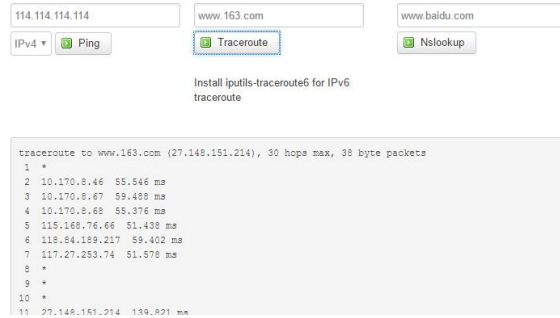 114.114.114.114 www.163.com www.baidu.com
IPv4 Ping Traceroute Nslookup
Install iputils-traceroute6 for IPv6
traceroute
traceroute to www.163.com (27.148.151.214), 30 hops max, 38 byte packets
1 *
2 10.170.8.46 55.546 ms
3 10.170.8.67 59.488 ms
4 10.170.8.68 55.376 ms
5 115.168.76.66 51.438 ms
6 118.84.189.217 59.402 ms
7 117.27.253.74 51.578 ms
8 *
9 *
10 *
11 27.148.151.214 139.821 ms